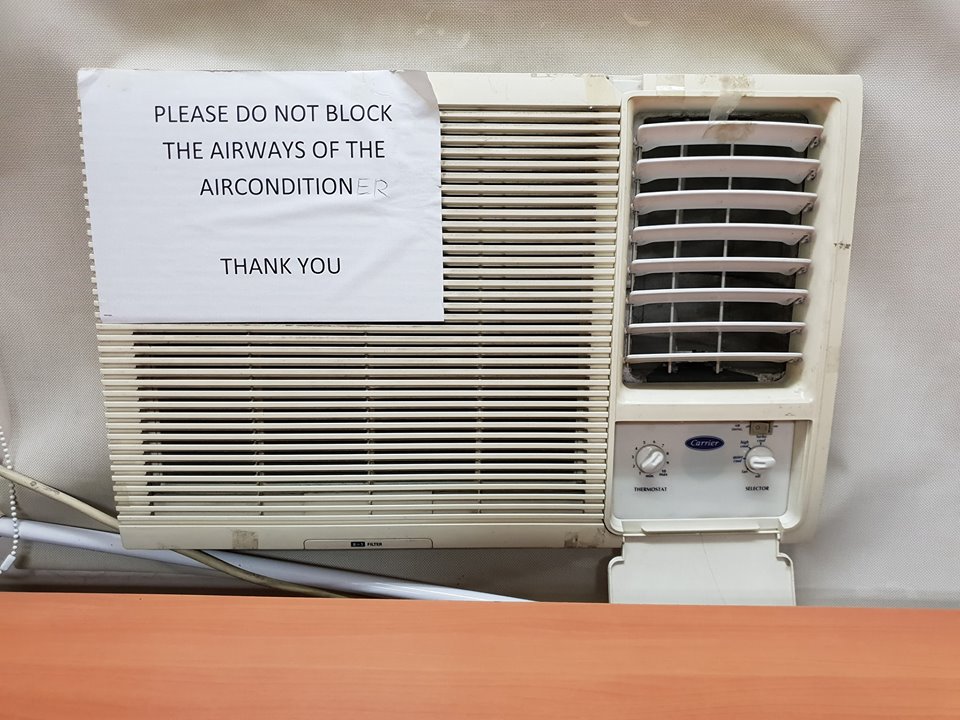 PLEASE DO NOT BLOCK
THE AIRWAYS OF THE
AIRCONDITIONER
THANK YOU
Carrier
THERMOSTAT
SELECTOR
FILTER